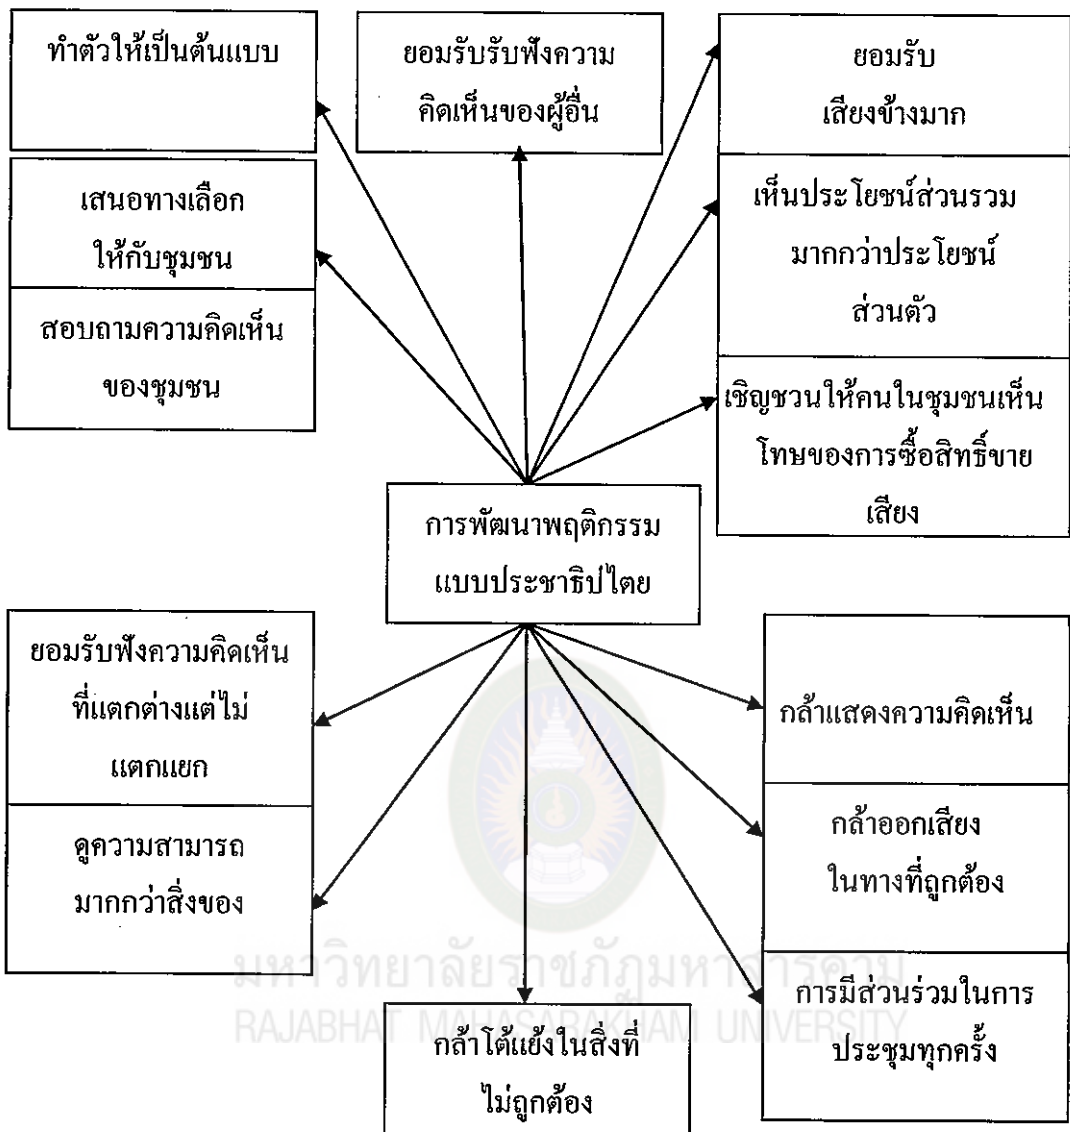 ทำตัวให้เป็นต้นแบบ
ยอมรับรับฟังความ
คิดเห็นของผู้อื่น
ยอมรับ
เสียงข้างมาก
เสนอทางเลือก
ให้กับชุมชน
เห็นประโยชน์ส่วนรวม
มากกว่าประโยชน์
ส่วนตัว
สอบถามความคิดเห็น
ของชุมชน
เชิญชวนให้คนในชุมชนเห็น
โทษของการซื้อสิทธิ์ขาย
เสียง
การพัฒนาพฤติกรรม
แบบประชาธิปไตย
ยอมรับฟังความคิดเห็น
ที่แตกต่างแต่ไม่
แตกแยก
กล้าแสดงความคิดเห็น
ดูความสามารถ
มากกว่าสิ่งของ
กล้าออกเสียง
ในทางที่ถูกต้อง
การมีส่วนร่วมในการ
ประชุมทุกครั้ง
กล้าโต้แย้งในสิ่งที่
ไม่ถูกต้อง
มหาวิทยาลัยราชภัฏมหาสารคาม
RAJABHAT MAHASARAKHAM UNIVERSITY